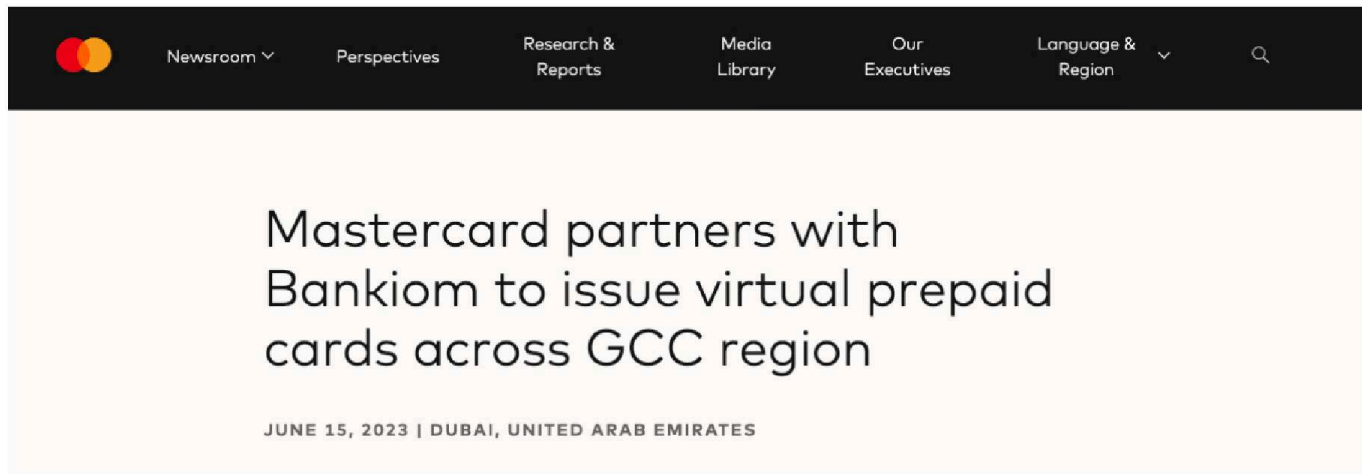 Newsroom
Perspectives
Research &
Reports
Media
Library
Our
Executives
Language &
Region
Mastercard partners with
Bankiom to issue virtual prepaid
cards across GCC region
JUNE 15, 2023 | DUBAI, UNITED ARAB EMIRATES